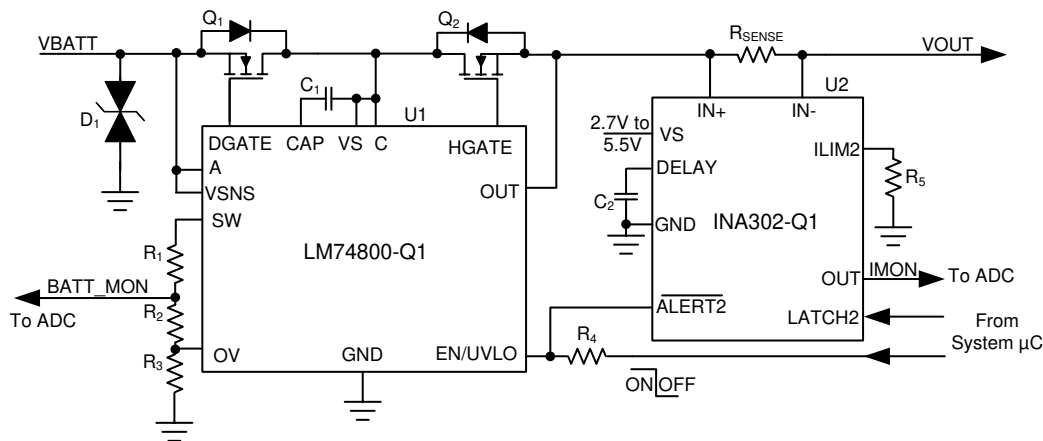 Q1
Q2
RSENSE
VBATT
VOUT
D1
C1
U1
U2
DGATE
CAP
VS
C
HGATE
IN+
IN-
A
VSNS
SW
OUT
LM74800-Q1
2.7V to
5.5V
VS
DELAY
ILIM2
C2
GND
INA302-Q1
R5
R1
BATT_MON
To ADC
R2
R3
OV
GND
EN/UVLO
OUT
IMON
To ADC
ALERT2
LATCH2
From
System µC
R4
ON
OFF